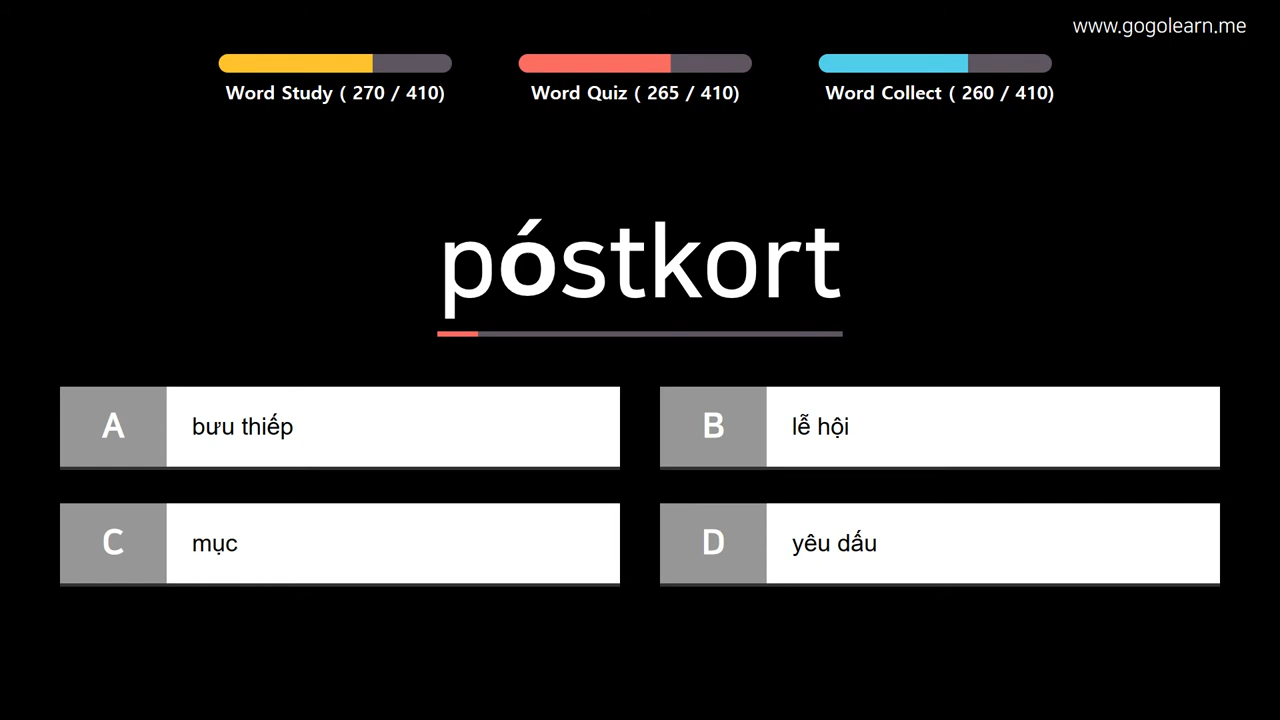 www.gogolearn.me
Word Study ( 270 / 410)
Word Quiz ( 265 / 410)
Word Collect ( 260 / 410)
póstkort
A
bưu thiếp
B
lễ hội
C
mục
D
yêu dấu